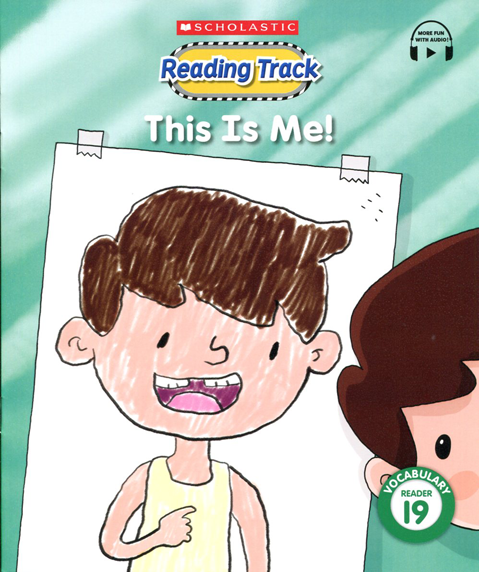 SCHOLASTIC
MORE FUN
WITH AUDIO!
Reading Track
This Is Me!
VOCABULARY
READER
19